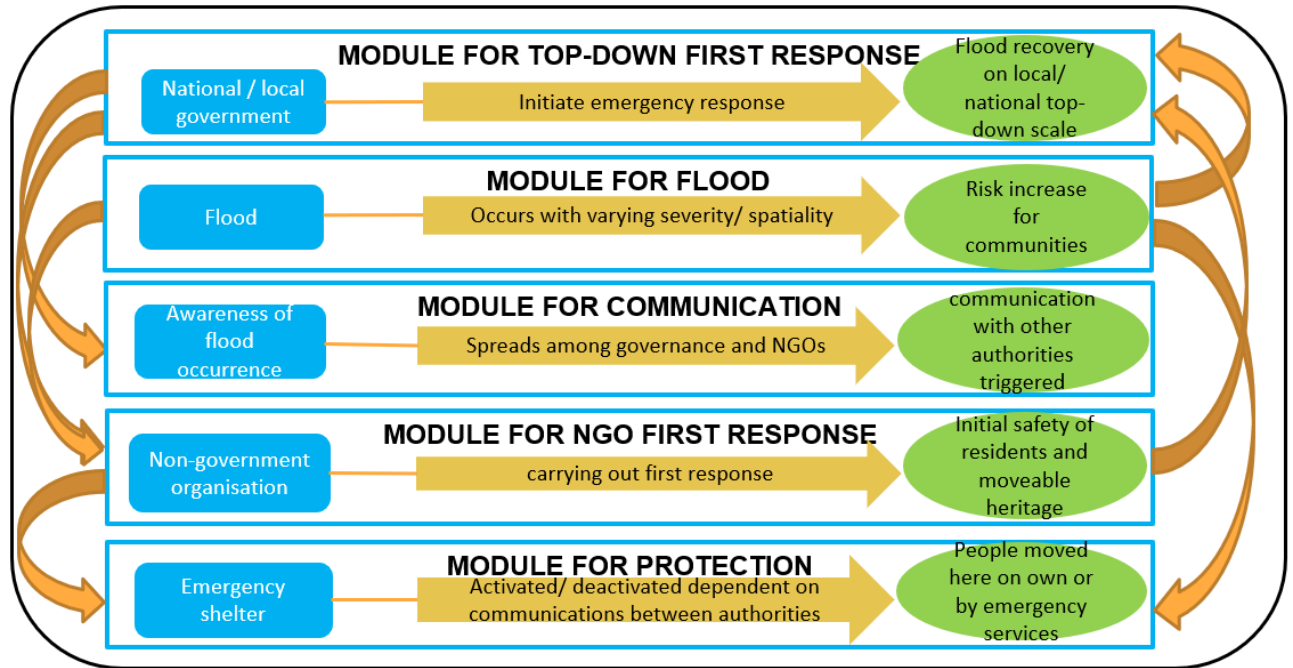 MODULE FOR TOP-DOWN FIRST RESPONSE
National / local
government
Initiate emergency response
Flood recovery
on local/
national top-
down scale
MODULE FOR FLOOD
Flood
Occurs with varying severity/ spatiality
Risk increase
for
communities
MODULE FOR COMMUNICATION
Awareness of
flood
occurrence
Spreads among governance and NGOs
communication
with other
authorities
triggered
MODULE FOR NGO FIRST RESPONSE
Non-government
organisation
carrying out first response
Initial safety of
residents and
moveable
heritage
MODULE FOR PROTECTION
Emergency
shelter
Activated/ deactivated dependent on
communications between authorities
People moved
here on own or
by emergency
services